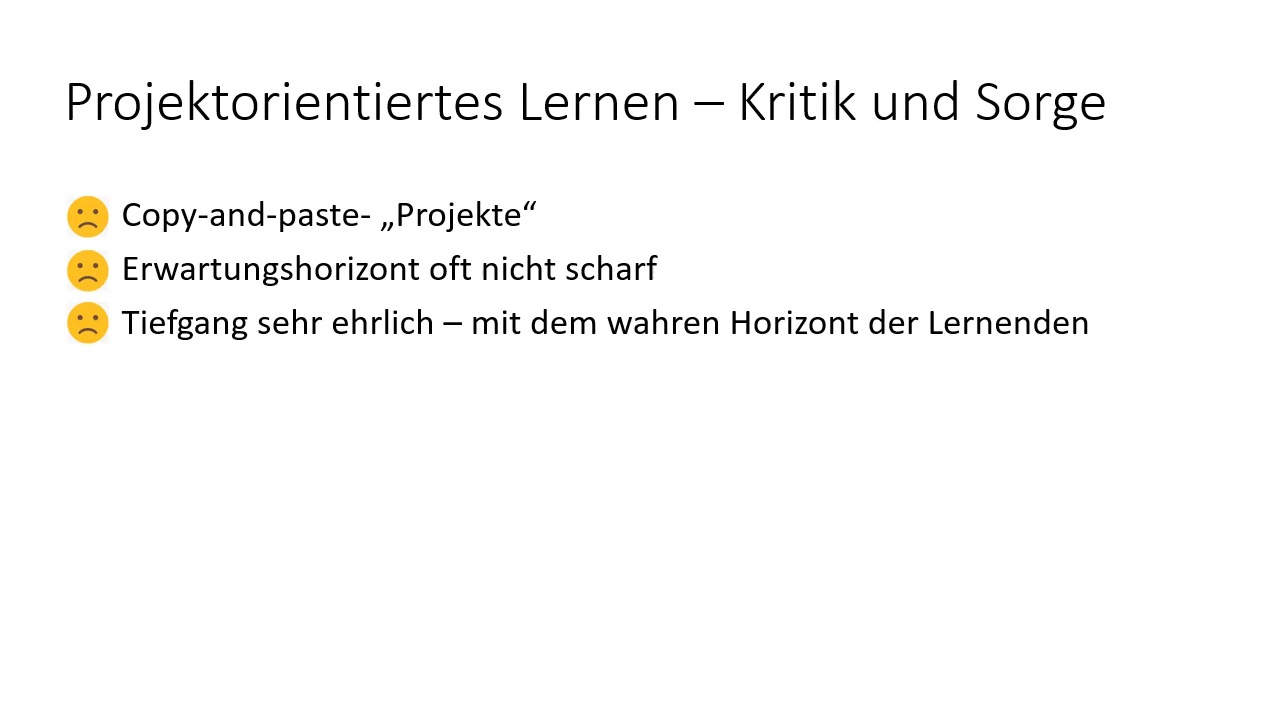 Projektorientiertes Lernen – Kritik und Sorge
Copy-and-paste- „Projekte“
Erwartungshorizont oft nicht scharf
Tiefgang sehr ehrlich – mit dem wahren Horizont der Lernenden